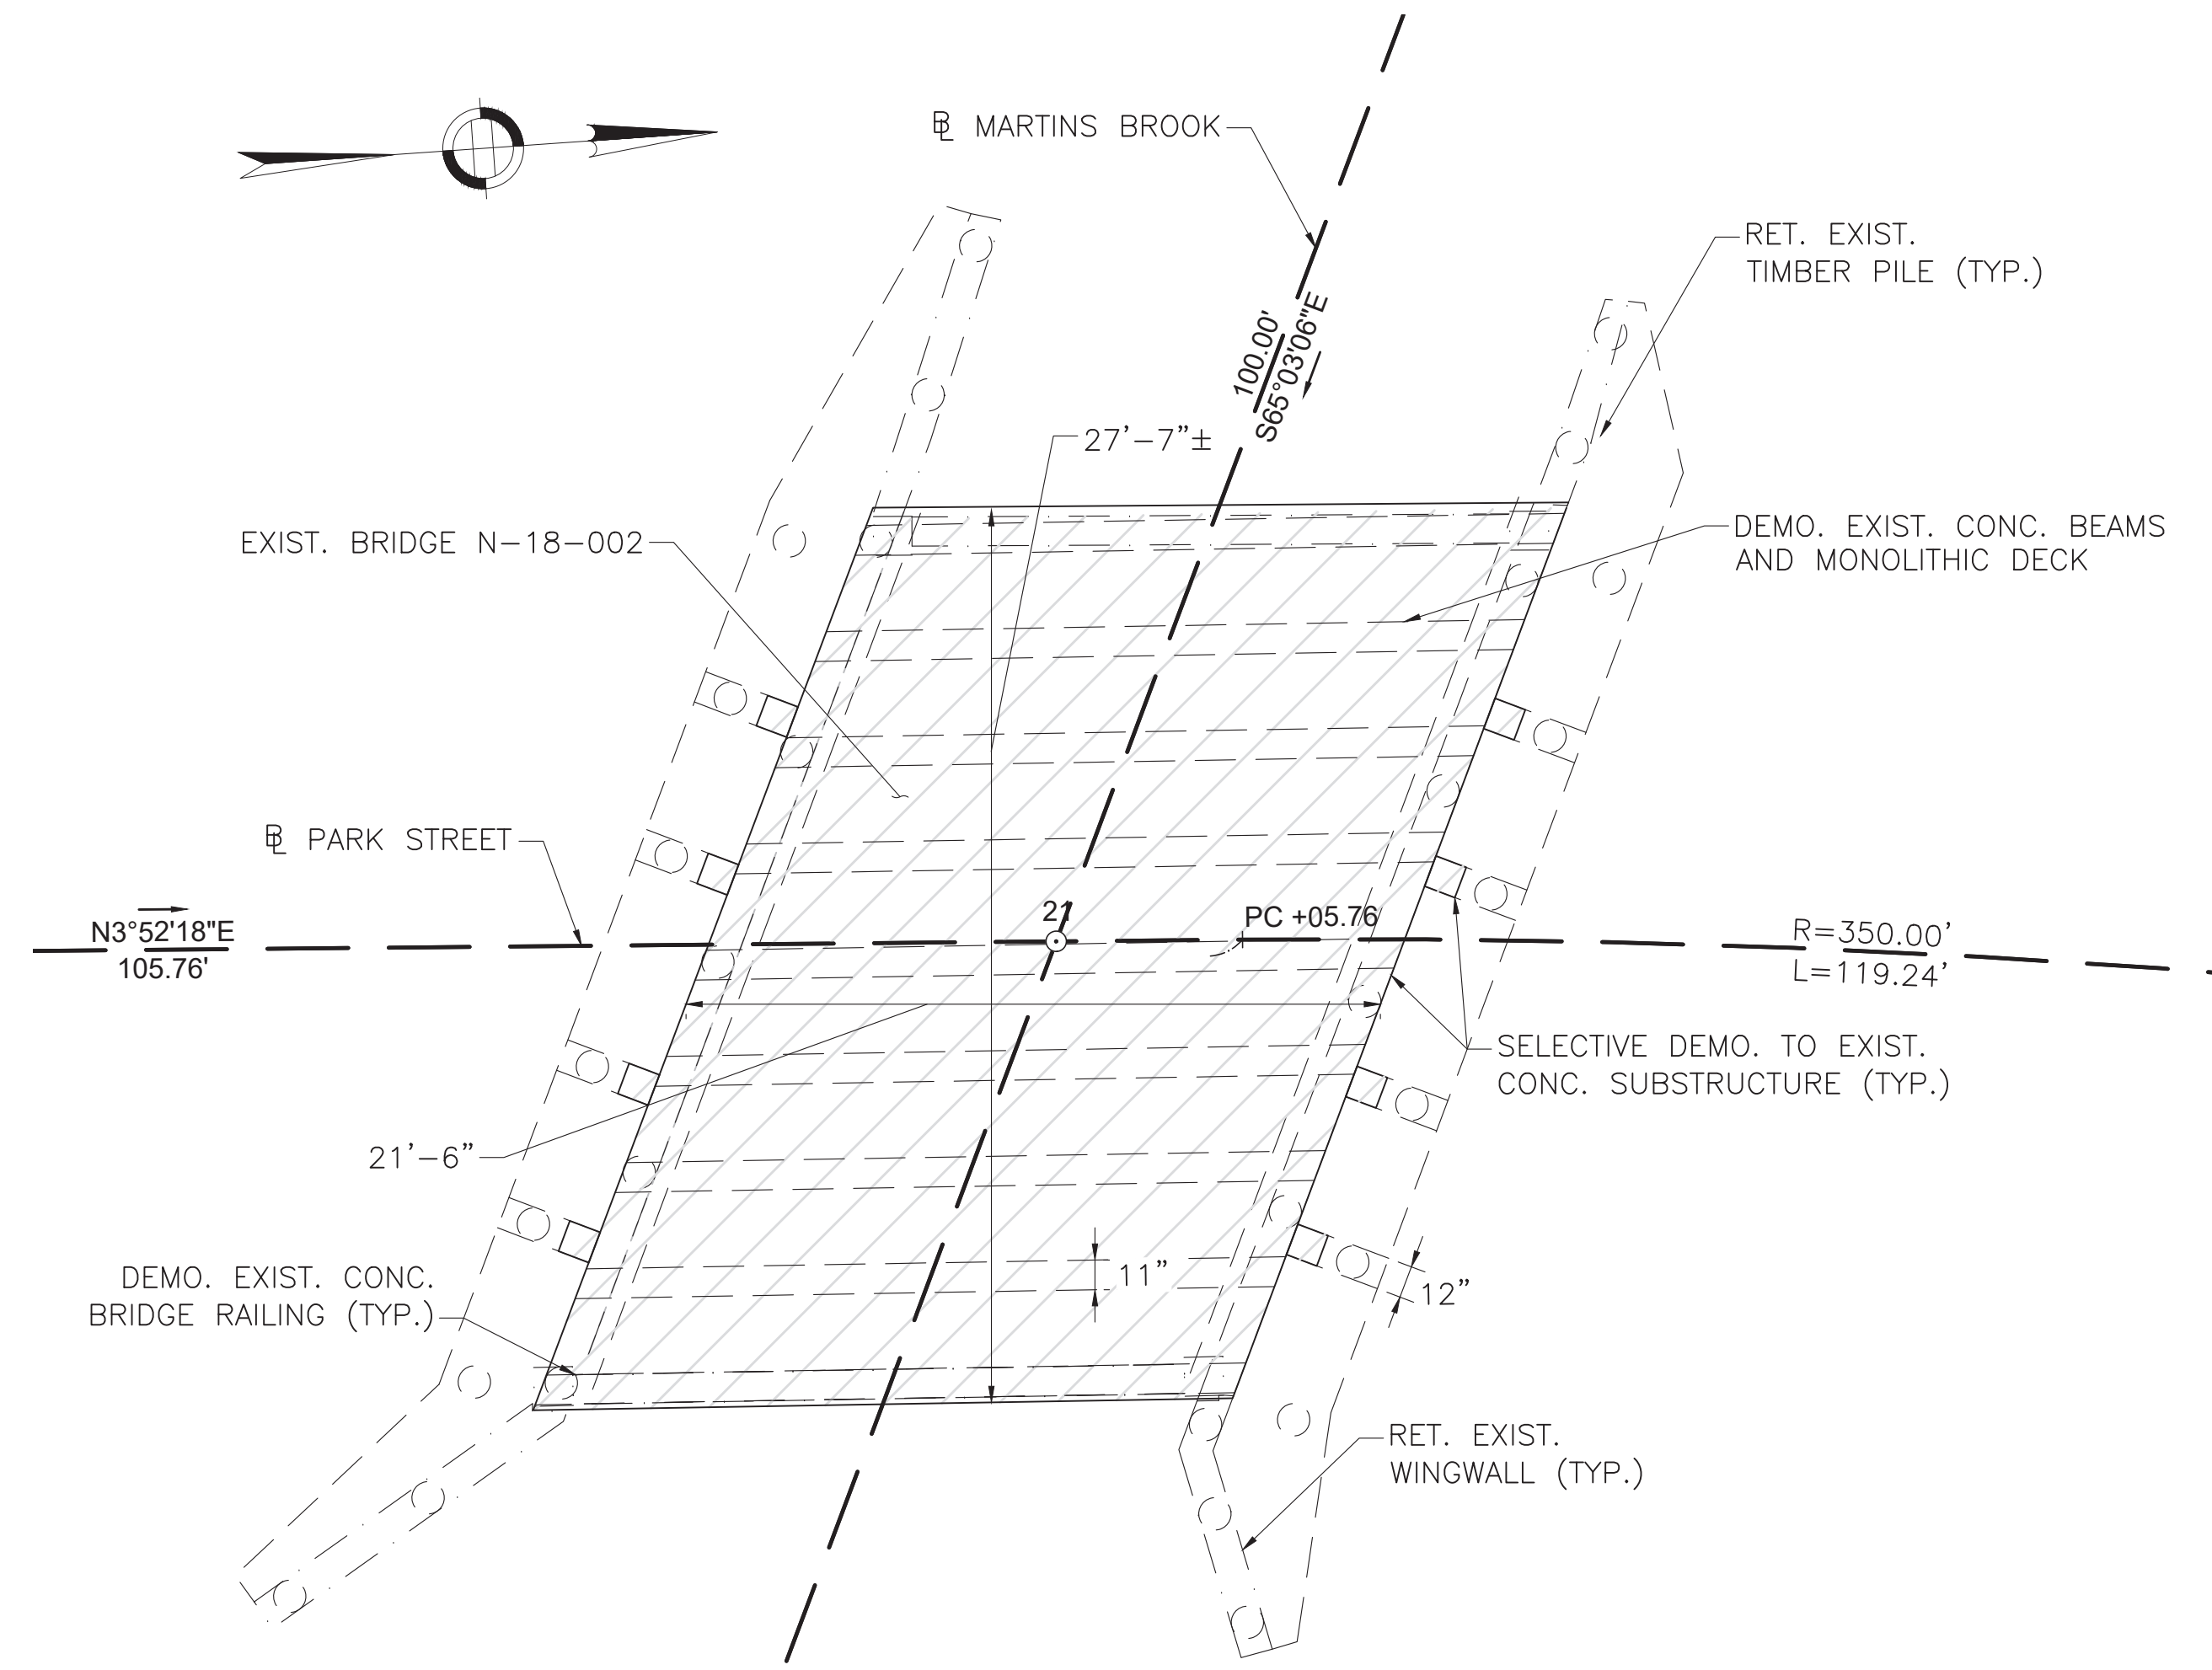 ℄ MARTINS BROOK
RET. EXIST.
TIMBER PILE (TYP.)
100.00'
S65°03'06"E
27'-7"±
EXIST. BRIDGE N-18-002
DEMO. EXIST. CONC. BEAMS
AND MONOLITHIC DECK
℄ PARK STREET
N3°52'18"E
105.76'
21
PC +05.76
R=350.00'
L=119.24'
SELECTIVE DEMO. TO EXIST.
CONC. SUBSTRUCTURE (TYP.)
21'-6"
DEMO. EXIST. CONC.
BRIDGE RAILING (TYP.)
11"
12"
RET. EXIST.
WINGWALL (TYP.)